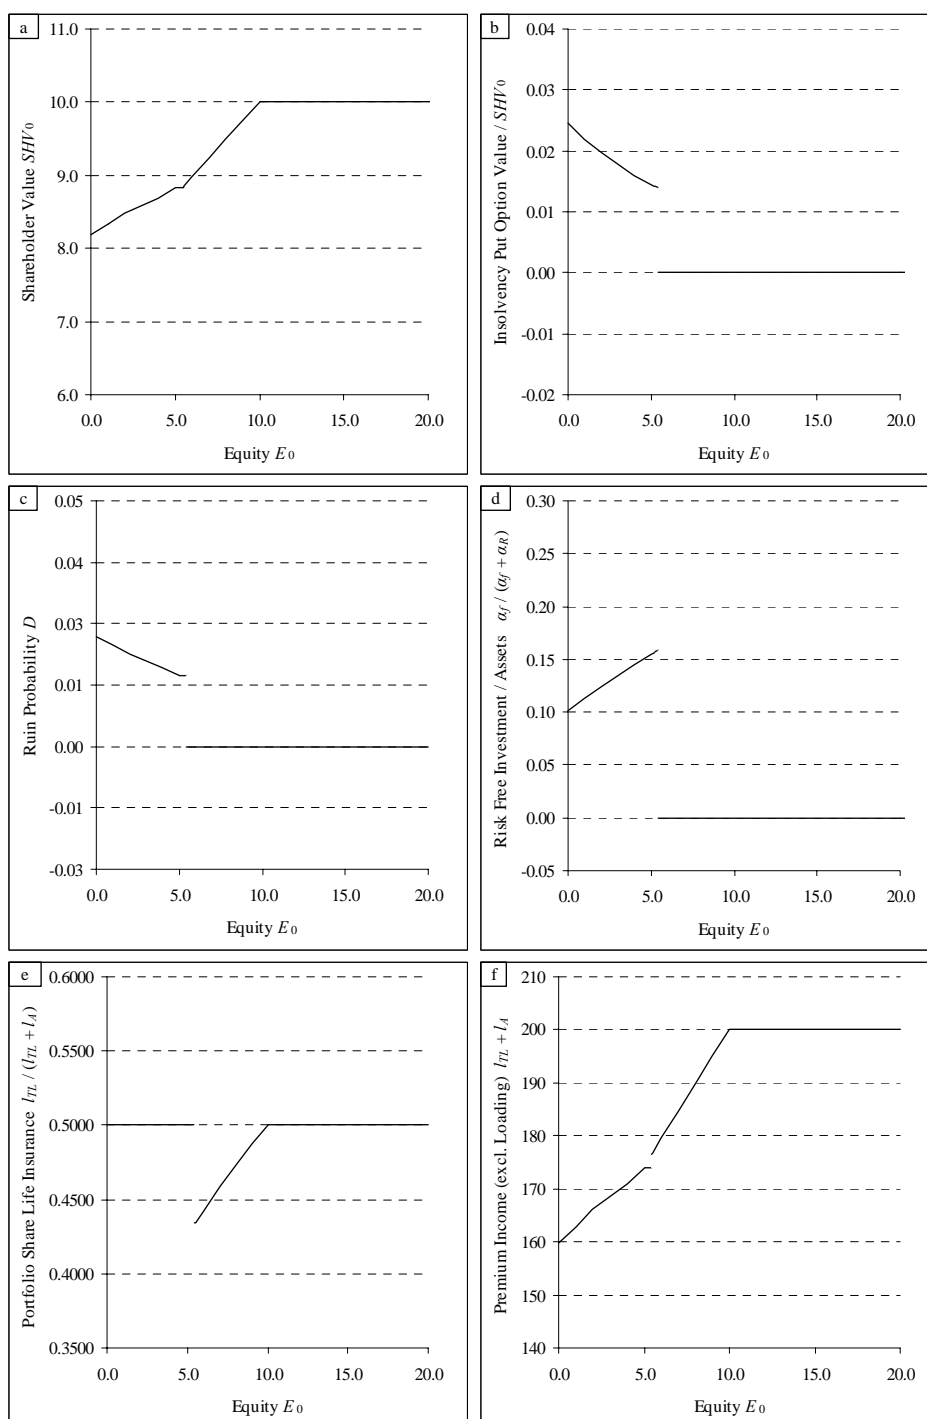 a
11.0
10.0
9.0
8.0
7.0
6.0
0.0 5.0 10.0 15.0 20.0
Shareholder Value SHV0
Equity E0
b
0.04
0.03
0.02
0.01
0.00
-0.01
-0.02
0.0 5.0 10.0 15.0 20.0
Insolvency Put Option Value / SHV0
Equity E0
c
0.05
0.04
0.03
0.01
0.00
-0.01
-0.03
0.0 5.0 10.0 15.0 20.0
Ruin Probability D
Equity E0
d
0.30
0.25
0.20
0.15
0.10
0.05
0.00
-0.05
0.0 5.0 10.0 15.0 20.0
Risk Free Investment / Assets αf / (αf + αR)
Equity E0
e
0.6000
0.5500
0.5000
0.4500
0.4000
0.3500
0.0 5.0 10.0 15.0 20.0
Portfolio Share Life Insurance lTL / (lTL + lA)
Equity E0
f
210
200
190
180
170
160
150
140
0.0 5.0 10.0 15.0 20.0
Premium Income (excl. Loading) lTL + lA
Equity E0